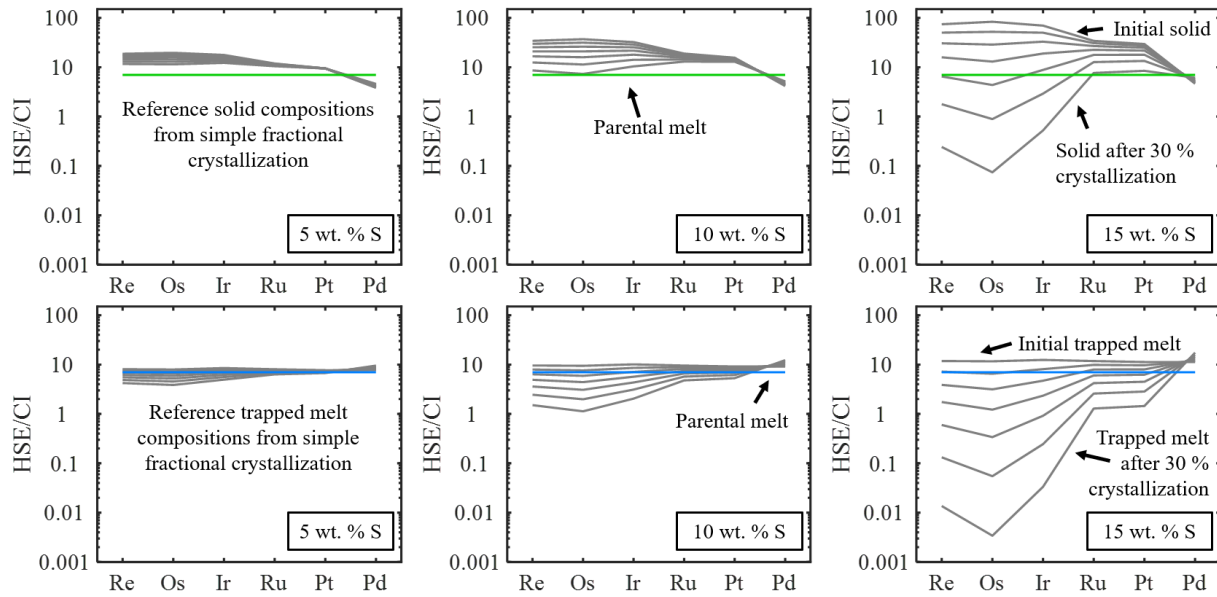 100
10
1
0.1
0.01
0.001
HSE/CI
Reference solid compositions
from simple fractional
crystallization
5 wt. % S
Re Os Ir Ru Pt Pd
100
10
1
0.1
0.01
0.001
HSE/CI
Parental melt
10 wt. % S
Re Os Ir Ru Pt Pd
100
10
1
0.1
0.01
0.001
HSE/CI
Initial solid
Solid after 30 %
crystallization
15 wt. % S
Re Os Ir Ru Pt Pd
100
10
1
0.1
0.01
0.001
HSE/CI
Reference trapped melt
compositions from simple
fractional crystallization
5 wt. % S
Re Os Ir Ru Pt Pd
100
10
1
0.1
0.01
0.001
HSE/CI
Parental melt
10 wt. % S
Re Os Ir Ru Pt Pd
100
10
1
0.1
0.01
0.001
HSE/CI
Initial trapped melt
Trapped melt
after 30 %
crystallization
15 wt. % S
Re Os Ir Ru Pt Pd